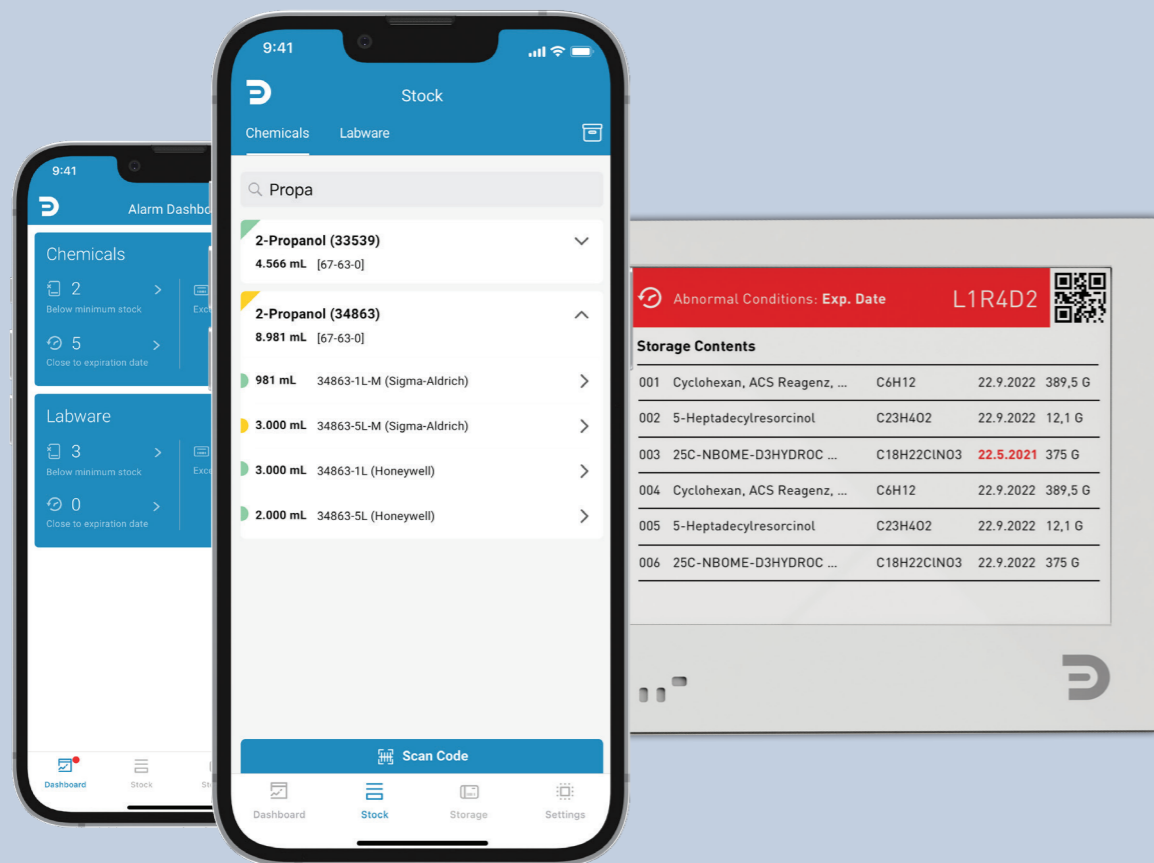 9:41
Alarm Dashbo
Chemicals
2
Below minimum stock
Exc
5
Close to expiration date
Labware
3
Below minimum stock
Exc
0
Close to expiration date
Dashboard
Stock
St
9:41
Stock
Chemicals Labware
Propa
2-Propanol (33539)
4.566 mL [67-63-0]
2-Propanol (34863)
8.981 mL [67-63-0]
981 mL 34863-1L-M (Sigma-Aldrich)
3.000 mL 34863-5L-M (Sigma-Aldrich)
3.000 mL 34863-1L (Honeywell)
2.000 mL 34863-5L (Honeywell)
Scan Code
Dashboard Stock Storage Settings
Abnormal Conditions: Exp. Date L1R4D2
Storage Contents
001 Cyclohexan, ACS Reagenz, ... C6H12 22.9.2022 389,5 G
002 5-Heptadecylresorcinol C23H4O2 22.9.2022 12,1 G
003 25C-NBOME-D3HYDROC ... C18H22ClNO3 22.5.2021 375 G
004 Cyclohexan, ACS Reagenz, ... C6H12 22.9.2022 389,5 G
005 5-Heptadecylresorcinol C23H4O2 22.9.2022 12,1 G
006 25C-NBOME-D3HYDROC ... C18H22ClNO3 22.9.2022 375 G